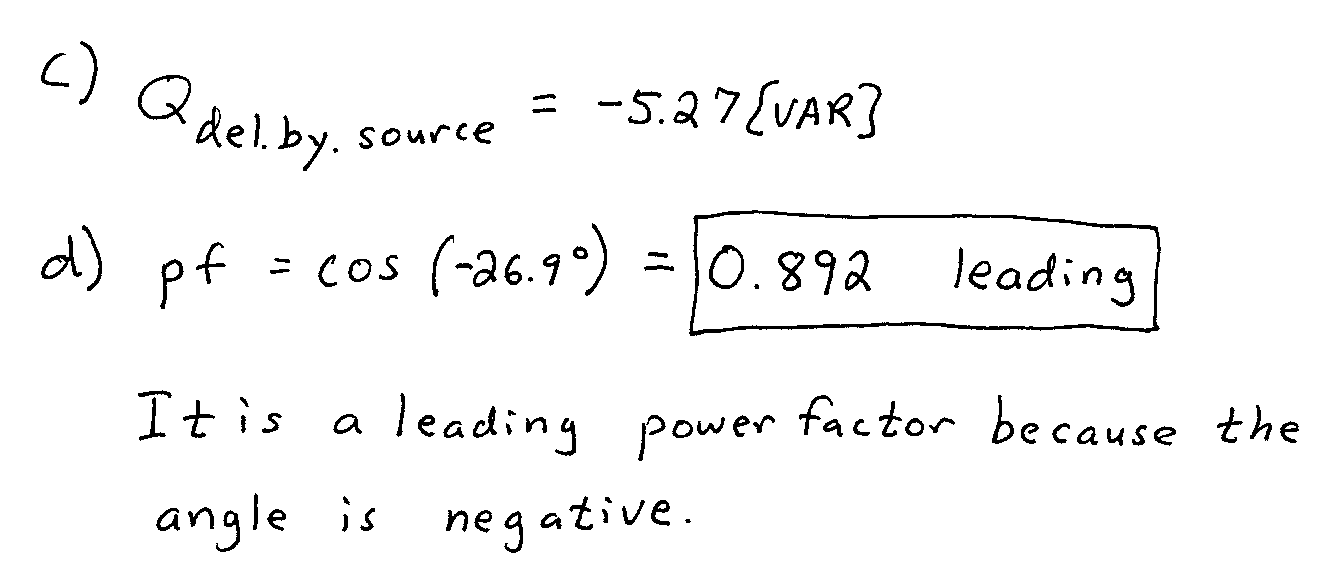 c) Q del. by. source = -5.27 [VAR]
d) pf = cos (-26.9°) = 0.892 leading
It is a leading power factor because the
angle is negative.